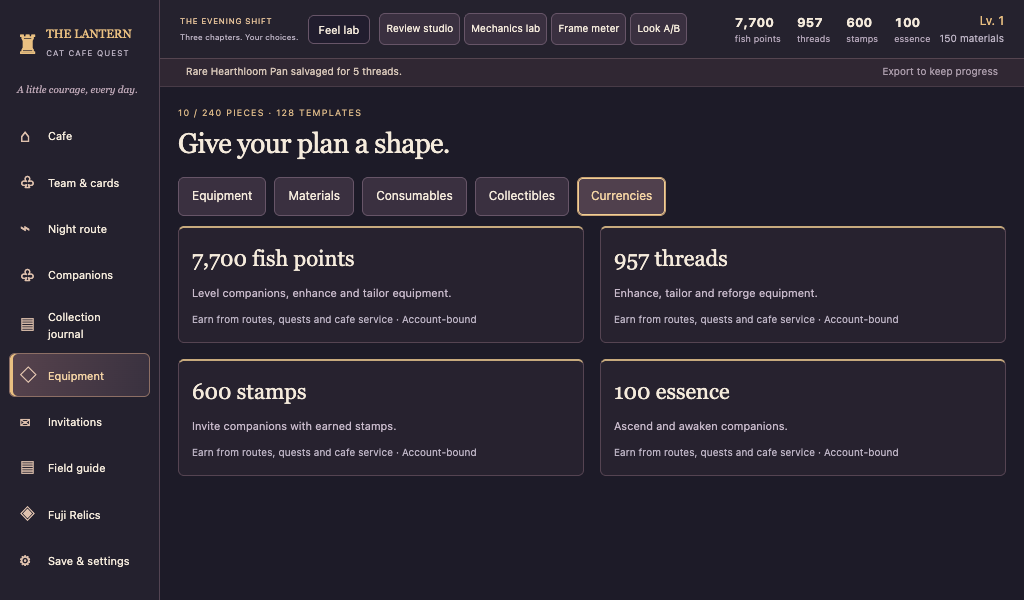 THE LANTERN
CAT CAFE QUEST
A little courage, every day.
Cafe
Team & cards
Night route
Companions
Collection
journal
Equipment
Invitations
Field guide
Fuji Relics
Save & settings
THE EVENING SHIFT
Three chapters. Your choices.
Feel lab
Review studio
Mechanics lab
Frame meter
Look A/B
7,700 fish points
957 threads
600 stamps
100 essence
Lv. 1
150 materials
Rare Hearthloom Pan salvaged for 5 threads.
Export to keep progress
10 / 240 PIECES · 128 TEMPLATES
Give your plan a shape.
Equipment
Materials
Consumables
Collectibles
Currencies
7,700 fish points
Level companions, enhance and tailor equipment.
Earn from routes, quests and cafe service · Account-bound
957 threads
Enhance, tailor and reforge equipment.
Earn from routes, quests and cafe service · Account-bound
600 stamps
Invite companions with earned stamps.
Earn from routes, quests and cafe service · Account-bound
100 essence
Ascend and awaken companions.
Earn from routes, quests and cafe service · Account-bound